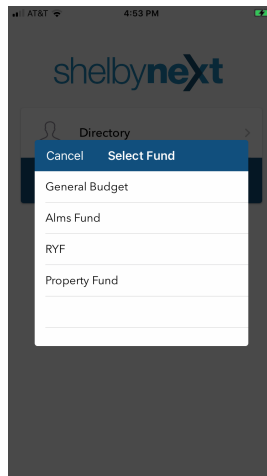 AT&T 4:53 PM
shelbynext
Directory
Cancel Select Fund
General Budget
Alms Fund
RYF
Property Fund